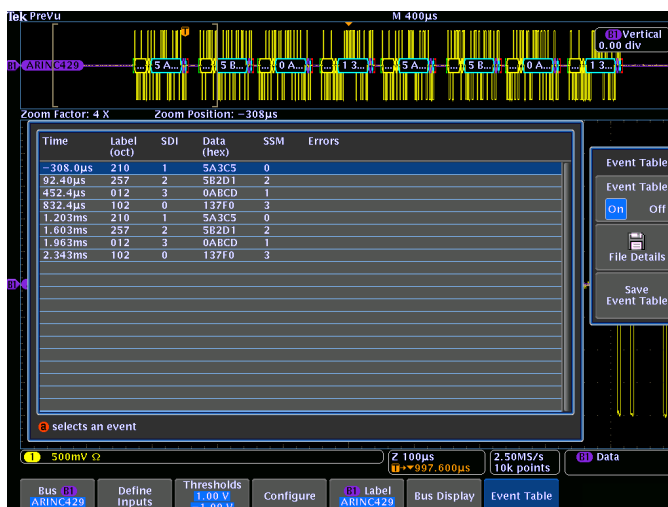 Tek PreVu M 400µs
B1 Vertical
0.00 div
B1 ARINC429 ... 5 A... ... 5 B... ... 0 A... ... 1 3... ... 5 A... ... 5 B... ... 0 A... ... 1 3...
Zoom Factor: 4 X Zoom Position: −308µs
Time Label (oct) SDI Data (hex) SSM Errors
−308.0µs 210 1 5A3C5 0
92.40µs 257 2 5B2D1 2
452.4µs 012 3 0ABCD 1
832.4µs 102 0 137F0 3
1.203ms 210 1 5A3C5 0
1.603ms 257 2 5B2D1 2
1.963ms 012 3 0ABCD 1
2.343ms 102 0 137F0 3
a selects an event
Event Table
Event Table
On Off
File Details
Save
Event Table
B1
1 500mV Ω
Z 100µs
T→▼997.600µs
2.50MS/s
10k points
B1 Data
Bus B1
ARINC429
Define
Inputs
Thresholds
1.00 V
−1.00 V
Configure
B1 Label
ARINC429
Bus Display
Event Table